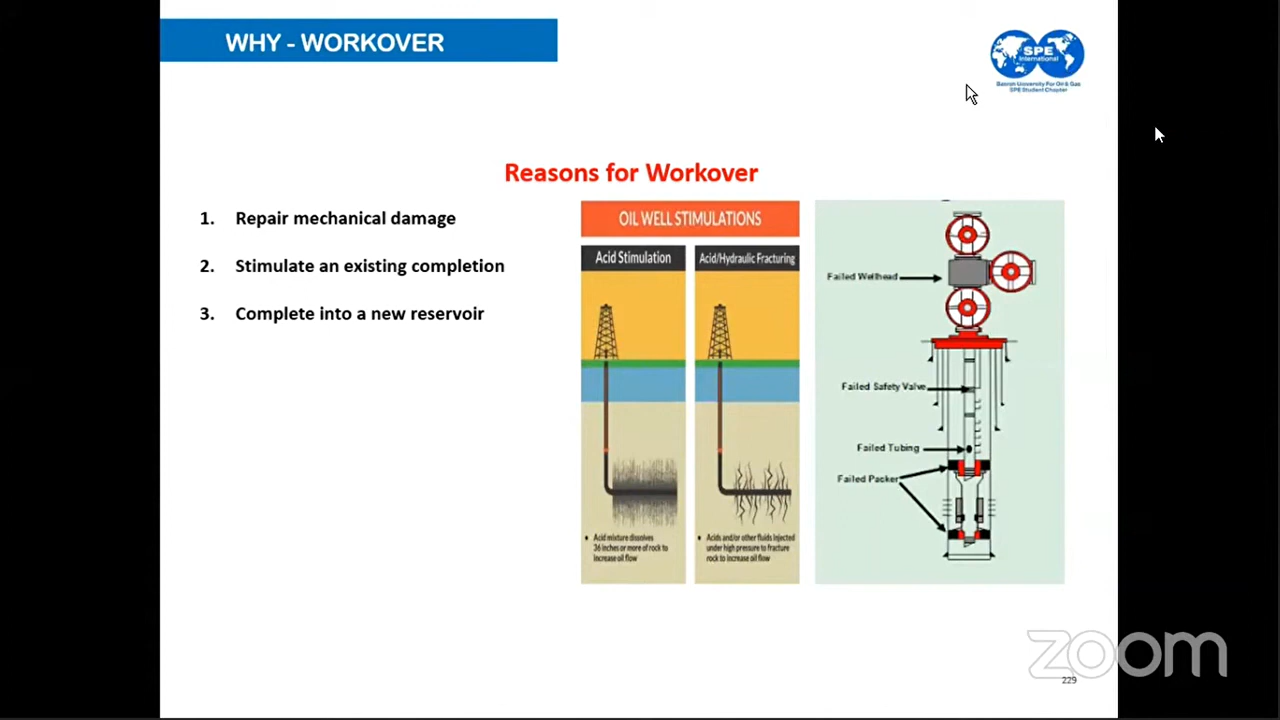 WHY - WORKOVER
SPE
International
Basrah University For Oil & Gas
SPE Student Chapter
Reasons for Workover
1. Repair mechanical damage
2. Stimulate an existing completion
3. Complete into a new reservoir
OIL WELL STIMULATIONS
Acid Stimulation
• Acid mixture dissolves
36 inches or more of rock to
increase oil flow
Acid/Hydraulic Fracturing
• Acids and/or other fluids injected
under high pressure to fracture
rock to increase oil flow
Failed Wellhead
Failed Safety Valve
Failed Tubing
Failed Packer
zoom
229